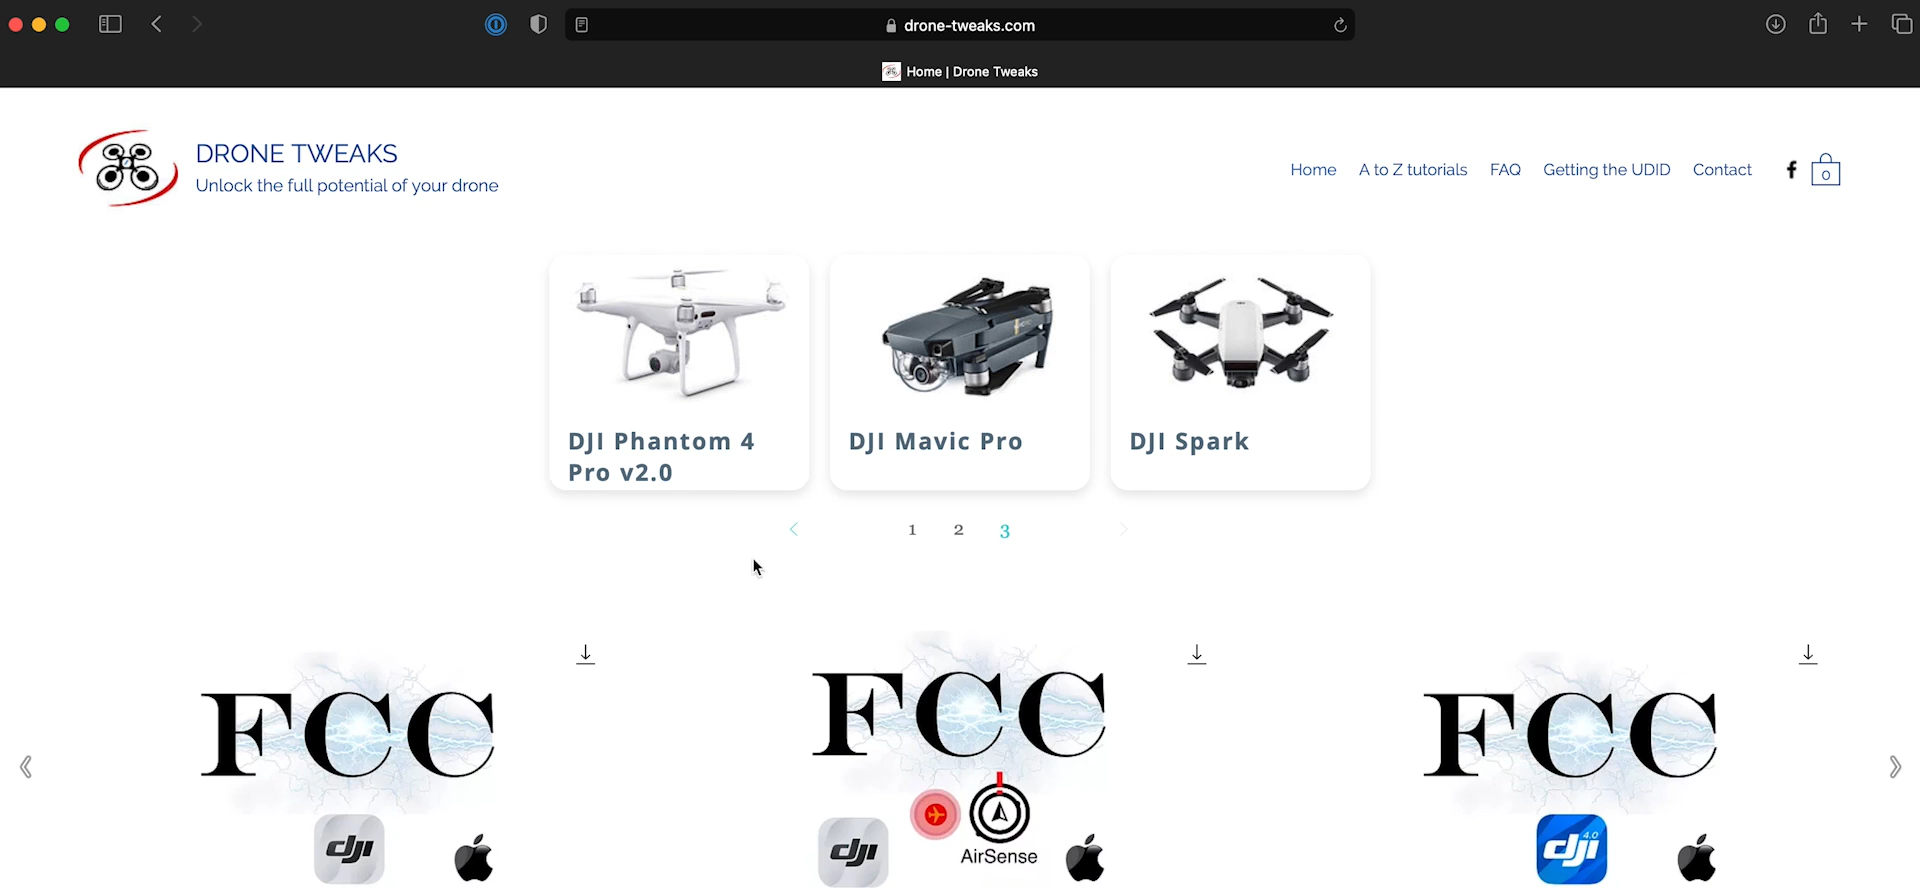 drone-tweaks.com
Home | Drone Tweaks
DRONE TWEAKS
Unlock the full potential of your drone
Home A to Z tutorials FAQ Getting the UDID Contact
0
DJI Phantom 4
Pro v2.0
DJI Mavic Pro
DJI Spark
1 2 3
FCC
dji
FCC
dji
AirSense
FCC
dji 4.0